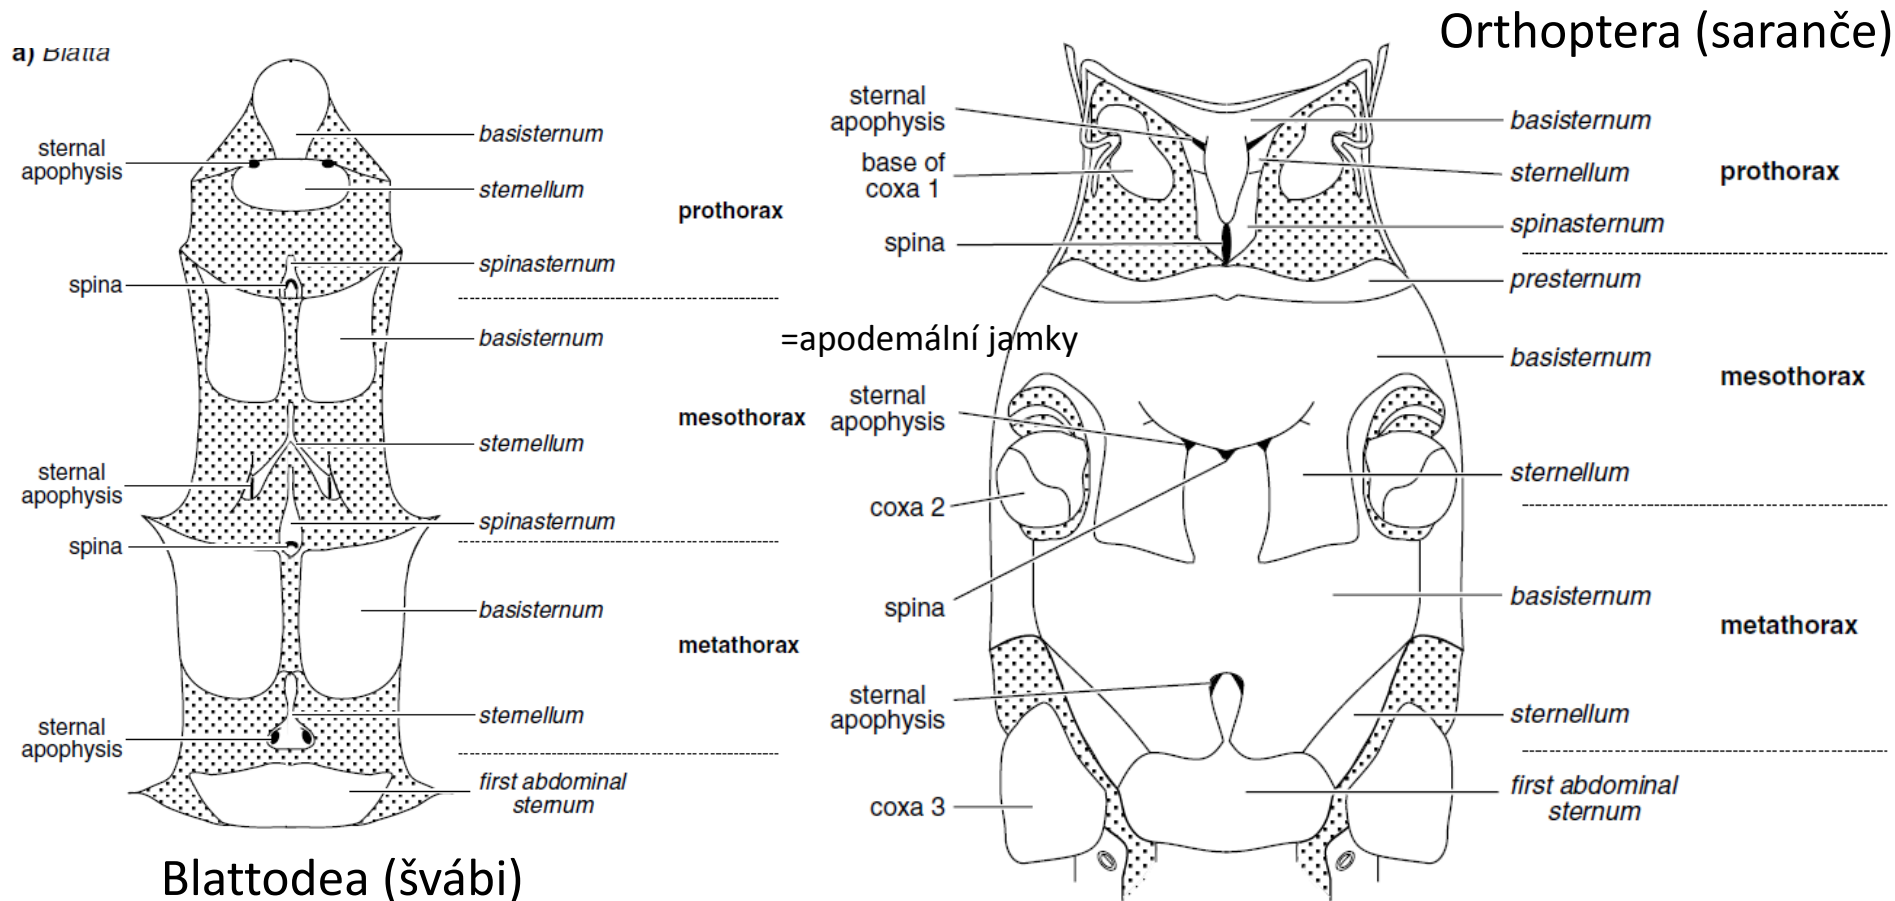 Orthoptera (saranče)
a) Blatta
sternal
apophysis
basisternum
sternellum
prothorax
spinasternum
spina
basisternum
mesothorax
sternellum
sternal
apophysis
spinasternum
spina
basisternum
metathorax
sternellum
sternal
apophysis
first abdominal
sternum
Blattodea (švábi)
=apodemální jamky
sternal
apophysis
base of
coxa 1
spina
basisternum
sternellum
prothorax
spinasternum
presternum
basisternum
mesothorax
sternal
apophysis
coxa 2
sternellum
spina
basisternum
metathorax
sternal
apophysis
sternellum
coxa 3
first abdominal
sternum